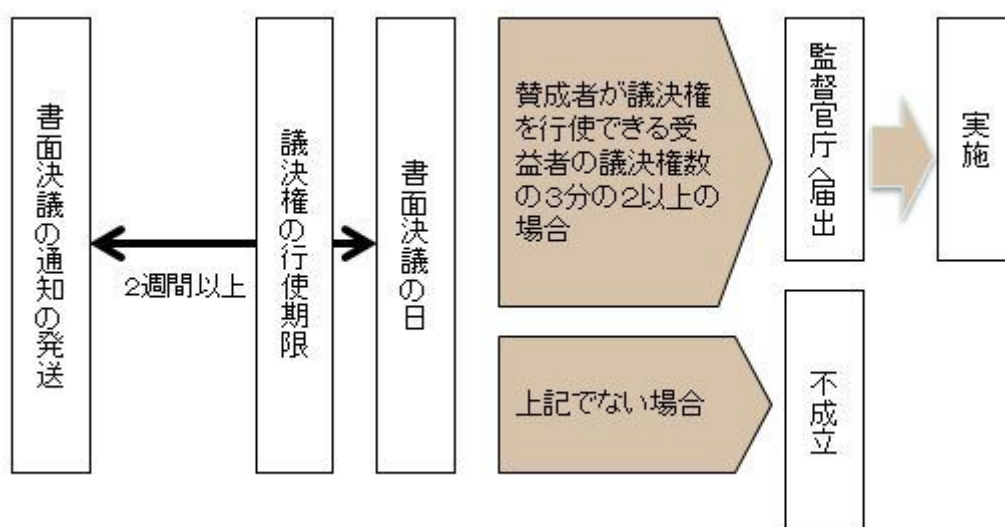 書面決議の通知の発送
2週間以上
議決権の行使期限
書面決議の日
賛成者が議決権
を行使できる受
益者の議決権数
の3分の2以上の
場合
監督官庁へ届出
実施
上記でない場合
不成立